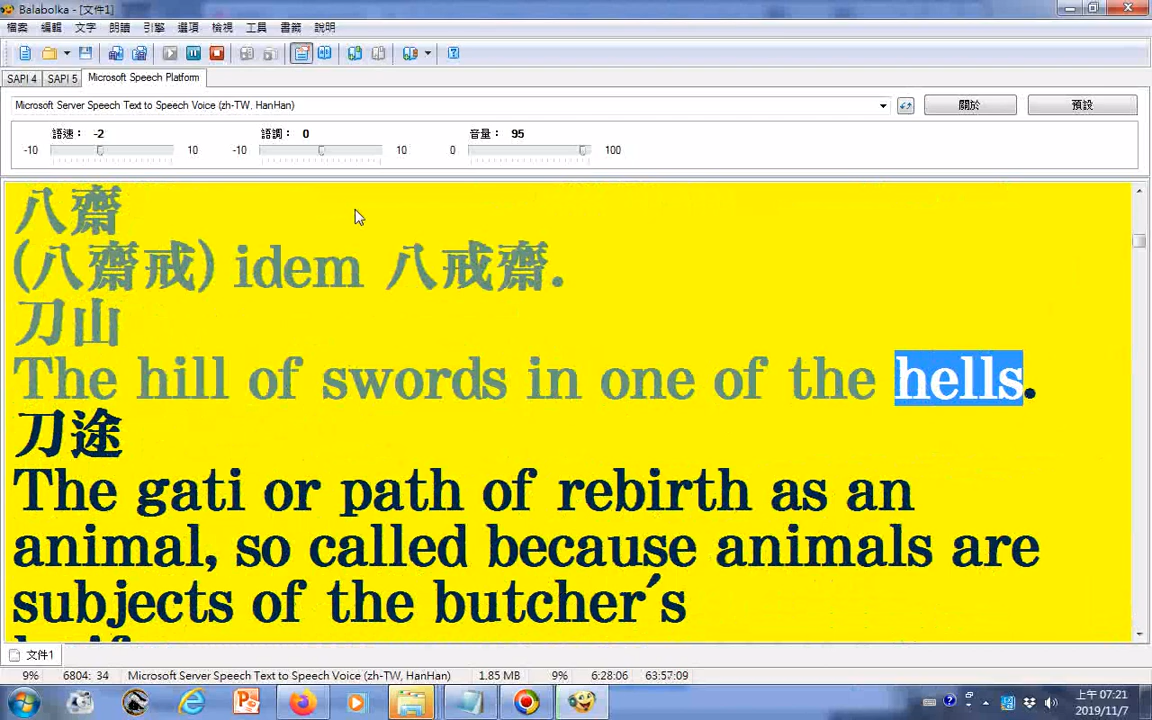 Balabolka - [文件1]
檔案 編輯 文字 朗讀 引擎 選項 檢視 工具 書籤 說明
SAPI 4 SAPI 5 Microsoft Speech Platform
Microsoft Server Speech Text to Speech Voice (zh-TW, HanHan)
關於 預設
語速: -2 語調: 0 音量: 95
-10 10 -10 10 0 100
八齋
(八齋戒) idem 八戒齋.
刀山
The hill of swords in one of the hells.
刀途
The gati or path of rebirth as an
animal, so called because animals are
subjects of the butcher's
文件1
9% 6804: 34 Microsoft Server Speech Text to Speech Voice (zh-TW, HanHan) 1.85 MB 9% 6:28:06 63:57:09
上午 07:21
2019/11/7